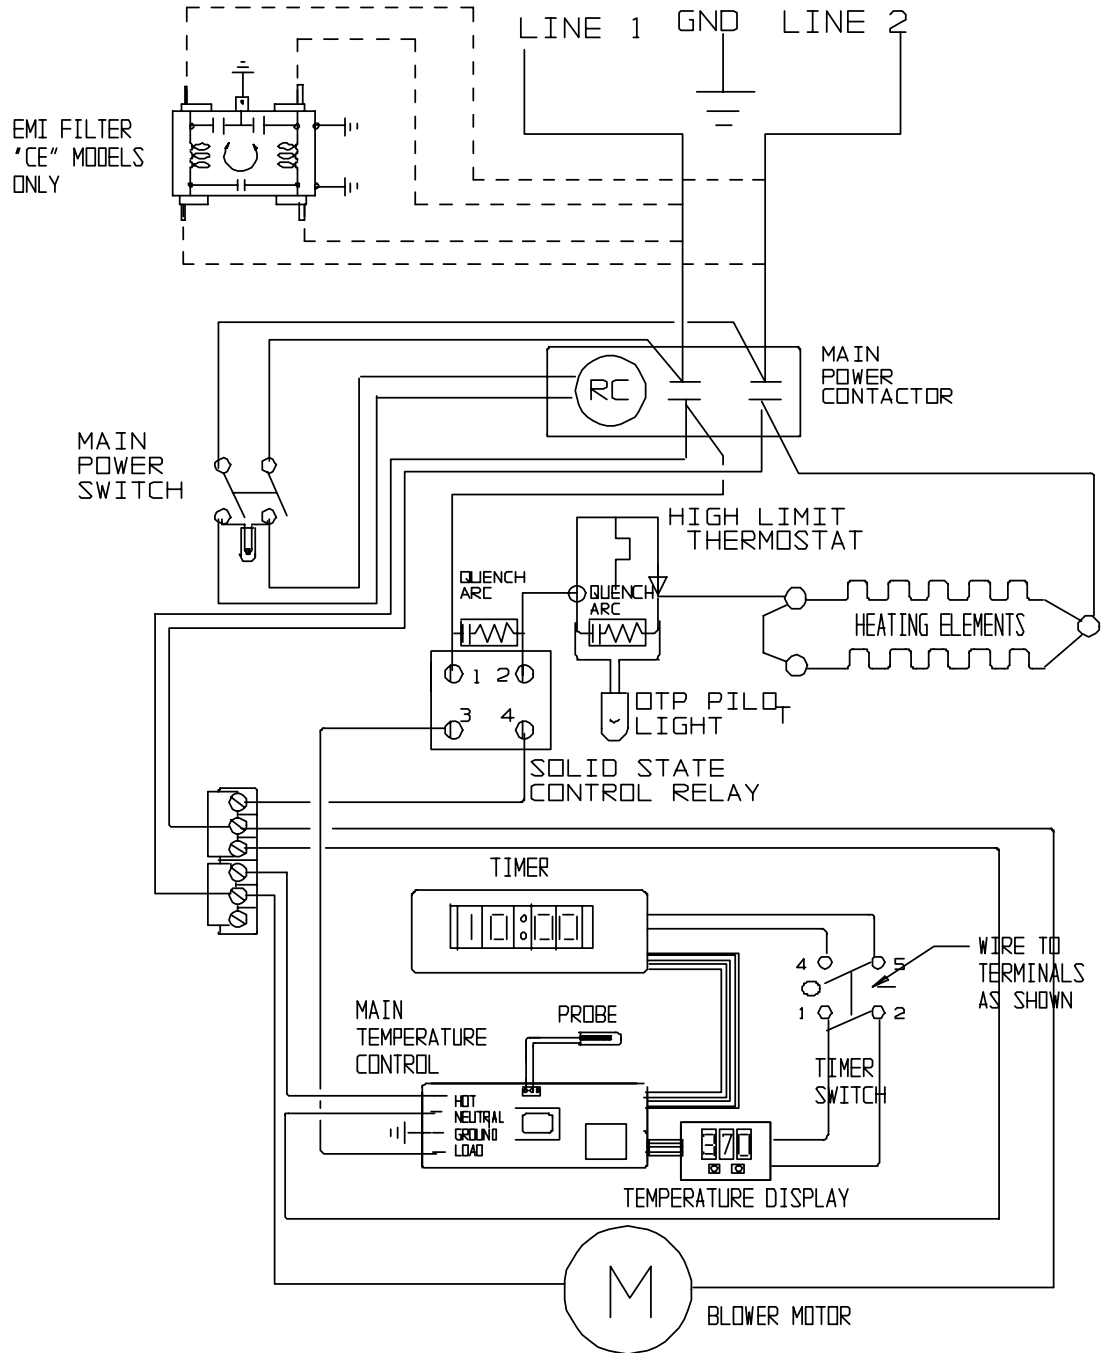 LINE 1
GND
LINE 2
EMI FILTER
'CE" MODELS
ONLY
RC
MAIN
POWER
CONTACTOR
MAIN
POWER
SWITCH
HIGH LIMIT
THERMOSTAT
QUENCH
ARC
QUENCH
ARC
HEATING ELEMENTS
1 2
3 4
OTP PILOT
LIGHT
SOLID STATE
CONTROL RELAY
TIMER
10:00
WIRE TO
TERMINALS
AS SHOWN
4 5
1 2
TIMER
SWITCH
MAIN
TEMPERATURE
CONTROL
PROBE
HOT
NEUTRAL
GROUND
LOAD
370
TEMPERATURE DISPLAY
M
BLOWER MOTOR